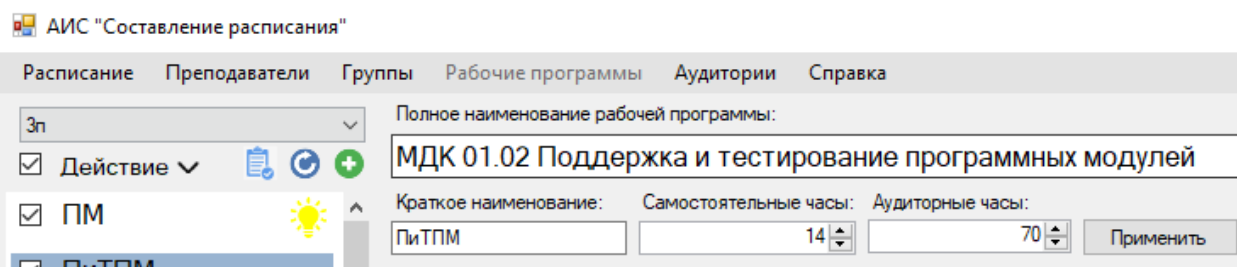 АИС "Составление расписания"
Расписание Преподаватели Группы Рабочие программы Аудитории Справка
3п
Полное наименование рабочей программы:
МДК 01.02 Поддержка и тестирование программных модулей
Действие
Краткое наименование: Самостоятельные часы: Аудиторные часы:
ПМ
ПиТПМ 14 70 Применить
ПиТПМ